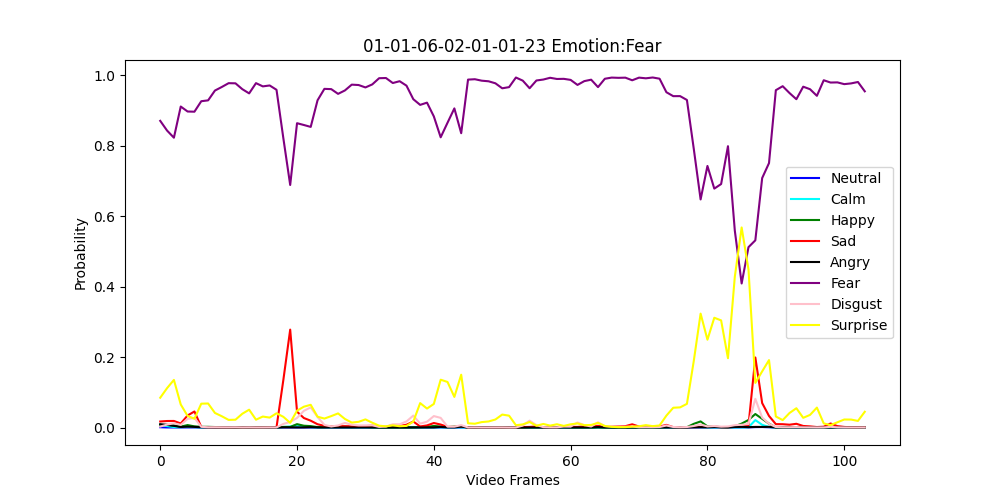 01-01-06-02-01-01-23 Emotion:Fear
1.0
0.8
0.6
0.4
0.2
0.0
Probability
0
20
40
60
80
100
Video Frames
Neutral
Calm
Happy
Sad
Angry
Fear
Disgust
Surprise